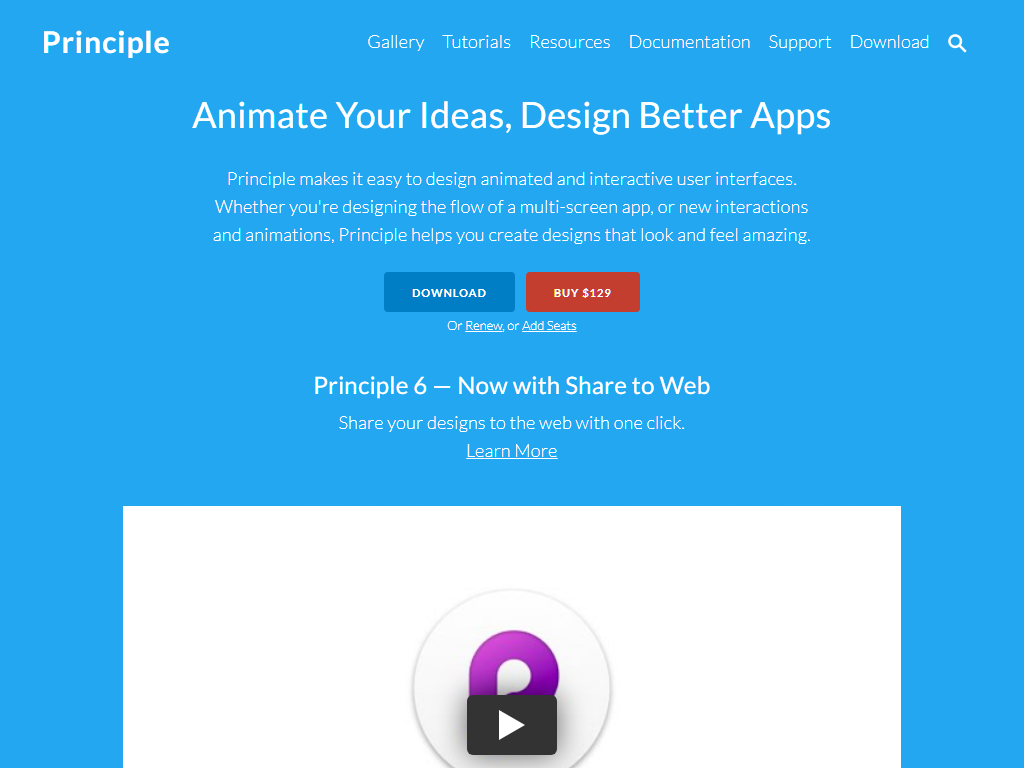 Principle
Gallery Tutorials Resources Documentation Support Download
Animate Your Ideas, Design Better Apps
Principle makes it easy to design animated and interactive user interfaces.
Whether you're designing the flow of a multi-screen app, or new interactions
and animations, Principle helps you create designs that look and feel amazing.
DOWNLOAD BUY $129
Or Renew, or Add Seats
Principle 6 — Now with Share to Web
Share your designs to the web with one click.
Learn More